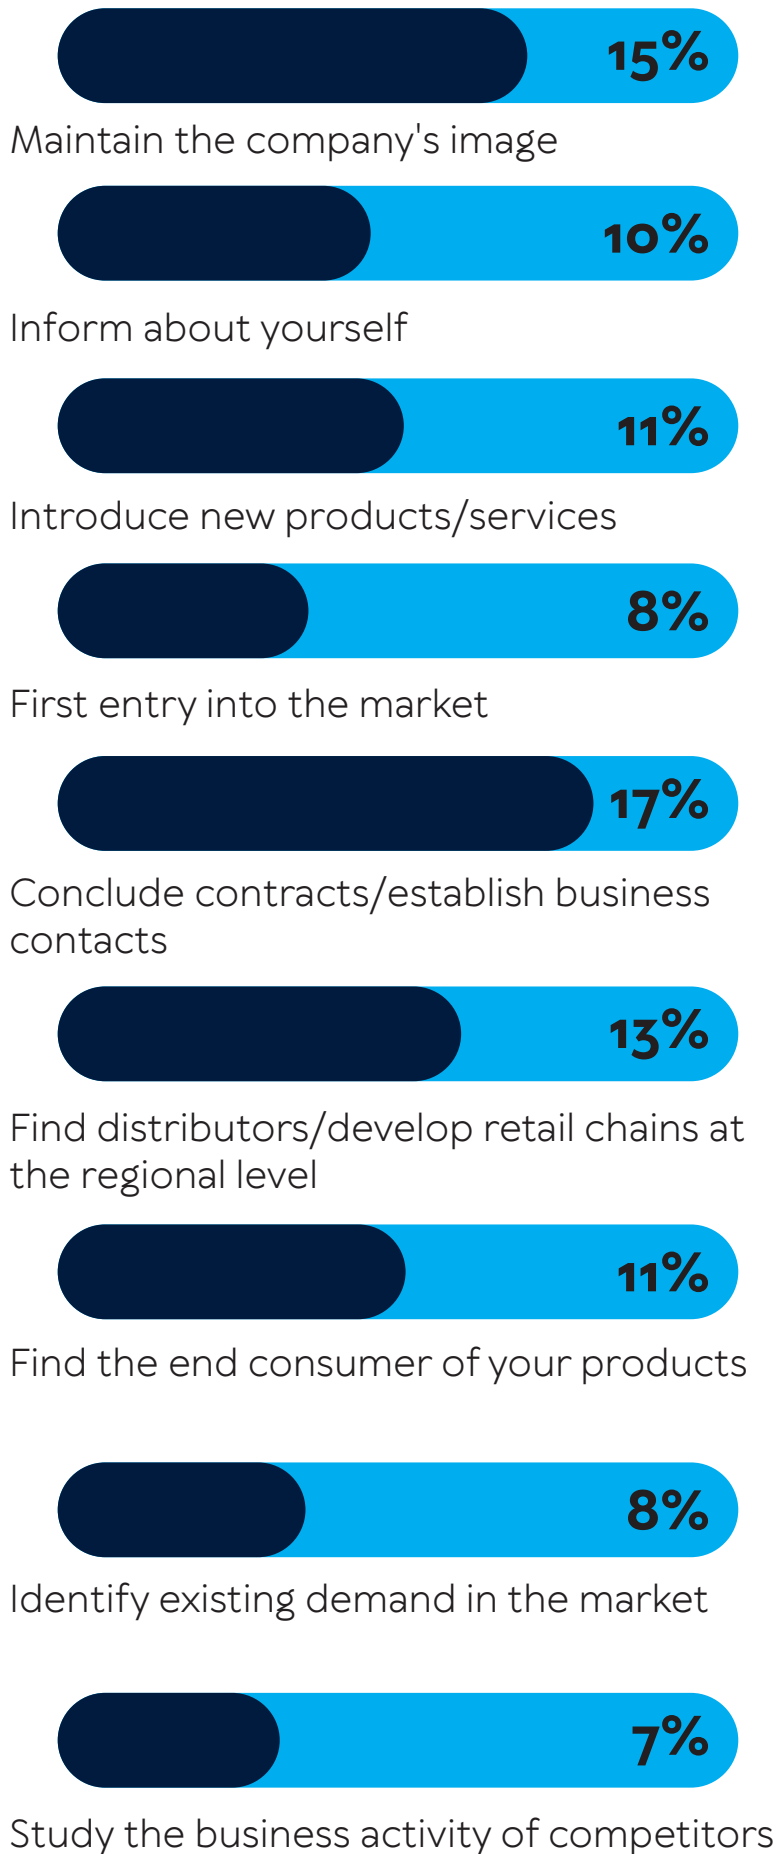 15%
Maintain the company's image
10%
Inform about yourself
11%
Introduce new products/services
8%
First entry into the market
17%
Conclude contracts/establish business
contacts
13%
Find distributors/develop retail chains at
the regional level
11%
Find the end consumer of your products
8%
Identify existing demand in the market
7%
Study the business activity of competitors